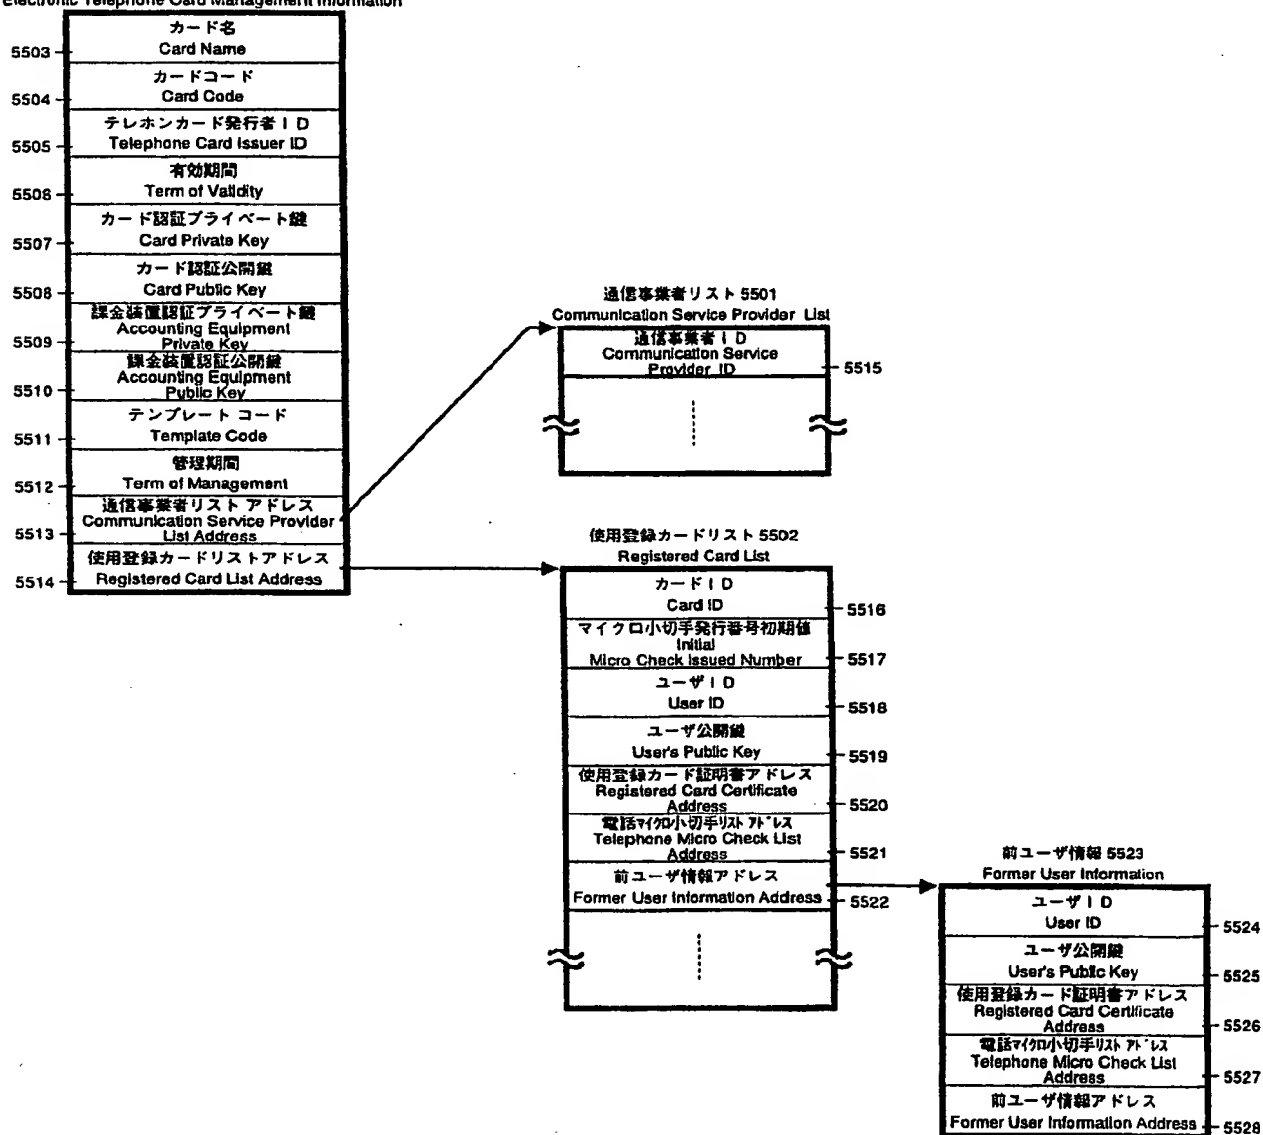 Electronic Telephone Card Management Information
カード名
Card Name
5503
カードコード
Card Code
5504
テレホンカード発行者ID
Telephone Card Issuer ID
5505
有効期間
Term of Validity
5508
カード認証プライベート鍵
Card Private Key
5507
カード認証公開鍵
Card Public Key
5508
課金装置認証プライベート鍵
Accounting Equipment
Private Key
5509
課金装置認証公開鍵
Accounting Equipment
Public Key
5510
テンプレート コード
Template Code
5511
管理期間
Term of Management
5512
通信事業者リスト アドレス
Communication Service Provider
List Address
5513
使用登録カードリストアドレス
Registered Card List Address
5514
通信事業者リスト 5501
Communication Service Provider List
通信事業者ID
Communication Service
Provider ID
5515
使用登録カードリスト 5502
Registered Card List
カードID
Card ID
5516
マイクロ小切手発行番号初期値
Initial
Micro Check Issued Number
5517
ユーザID
User ID
5518
ユーザ公開鍵
User's Public Key
5519
使用登録カード証明書アドレス
Registered Card Certificate
Address
5520
電話マイクロ小切手リスト アドレス
Telephone Micro Check List
Address
5521
前ユーザ情報アドレス
Former User Information Address
5522
前ユーザ情報 5523
Former User Information
ユーザID
User ID
5524
ユーザ公開鍵
User's Public Key
5525
使用登録カード証明書アドレス
Registered Card Certificate
Address
5526
電話マイクロ小切手リスト アドレス
Telephone Micro Check List
Address
5527
前ユーザ情報アドレス
Former User Information Address
5528